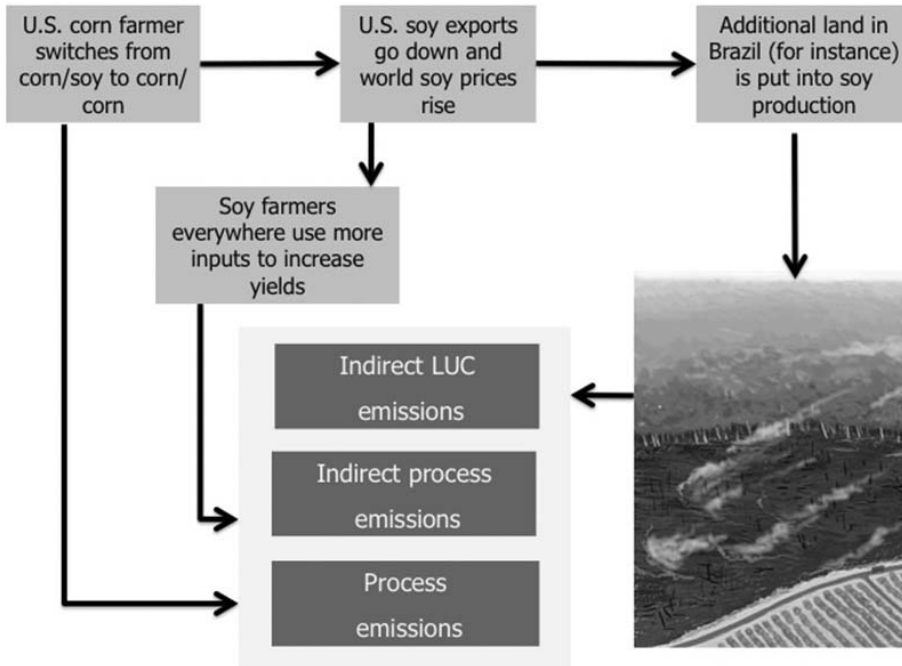 U.S. corn farmer
switches from
corn/soy to corn/
corn
U.S. soy exports
go down and
world soy prices
rise
Additional land in
Brazil (for instance)
is put into soy
production
Soy farmers
everywhere use more
inputs to increase
yields
Indirect LUC
emissions
Indirect process
emissions
Process
emissions